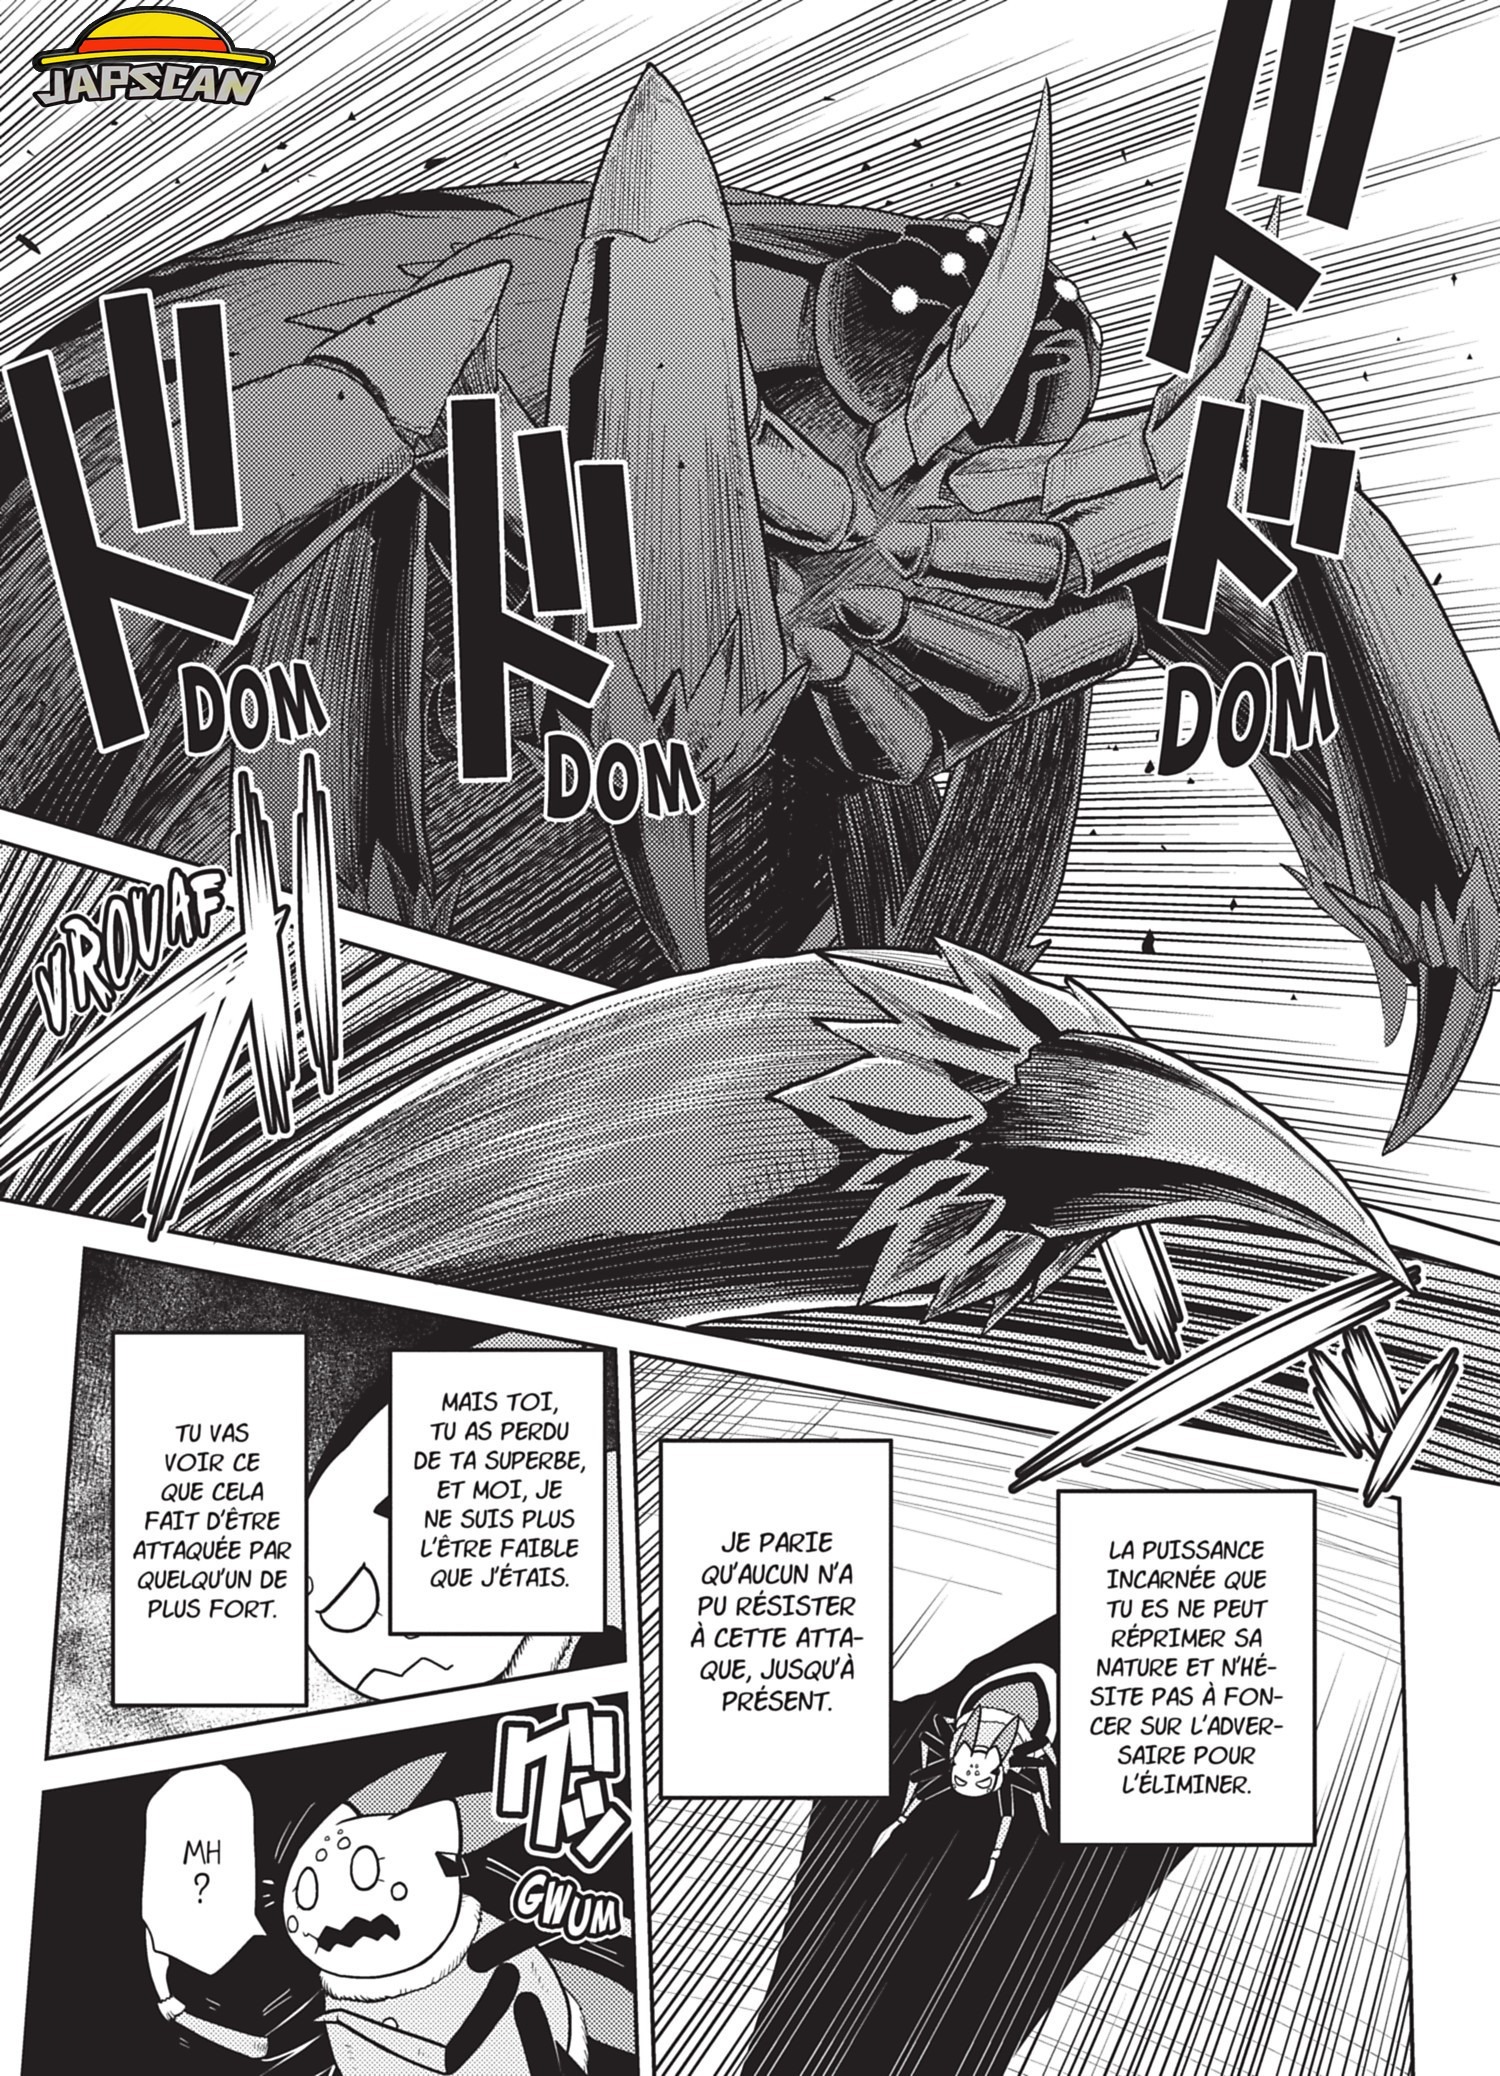 JAPSCAN
ド
ド
ド
ド
DOM
DOM
DOM
VROUAF
LA PUISSANCE
INCARNÉE QUE
TU ES NE PEUT
RÉPRIMER SA
NATURE ET N'HÉ-
SITE PAS À FON-
CER SUR L'ADVER-
SAIRE POUR
L'ÉLIMINER.
JE PARIE
QU'AUCUN N'A
PU RÉSISTER
À CETTE ATTA-
QUE, JUSQU'À
PRÉSENT.
MAIS TOI,
TU AS PERDU
DE TA SUPERBE,
ET MOI, JE
NE SUIS PLUS
L'ÊTRE FAIBLE
QUE J'ÉTAIS.
TU VAS
VOIR CE
QUE CELA
FAIT D'ÊTRE
ATTAQUÉE PAR
QUELQU'UN DE
PLUS FORT.
グン
GWUM
MH
?